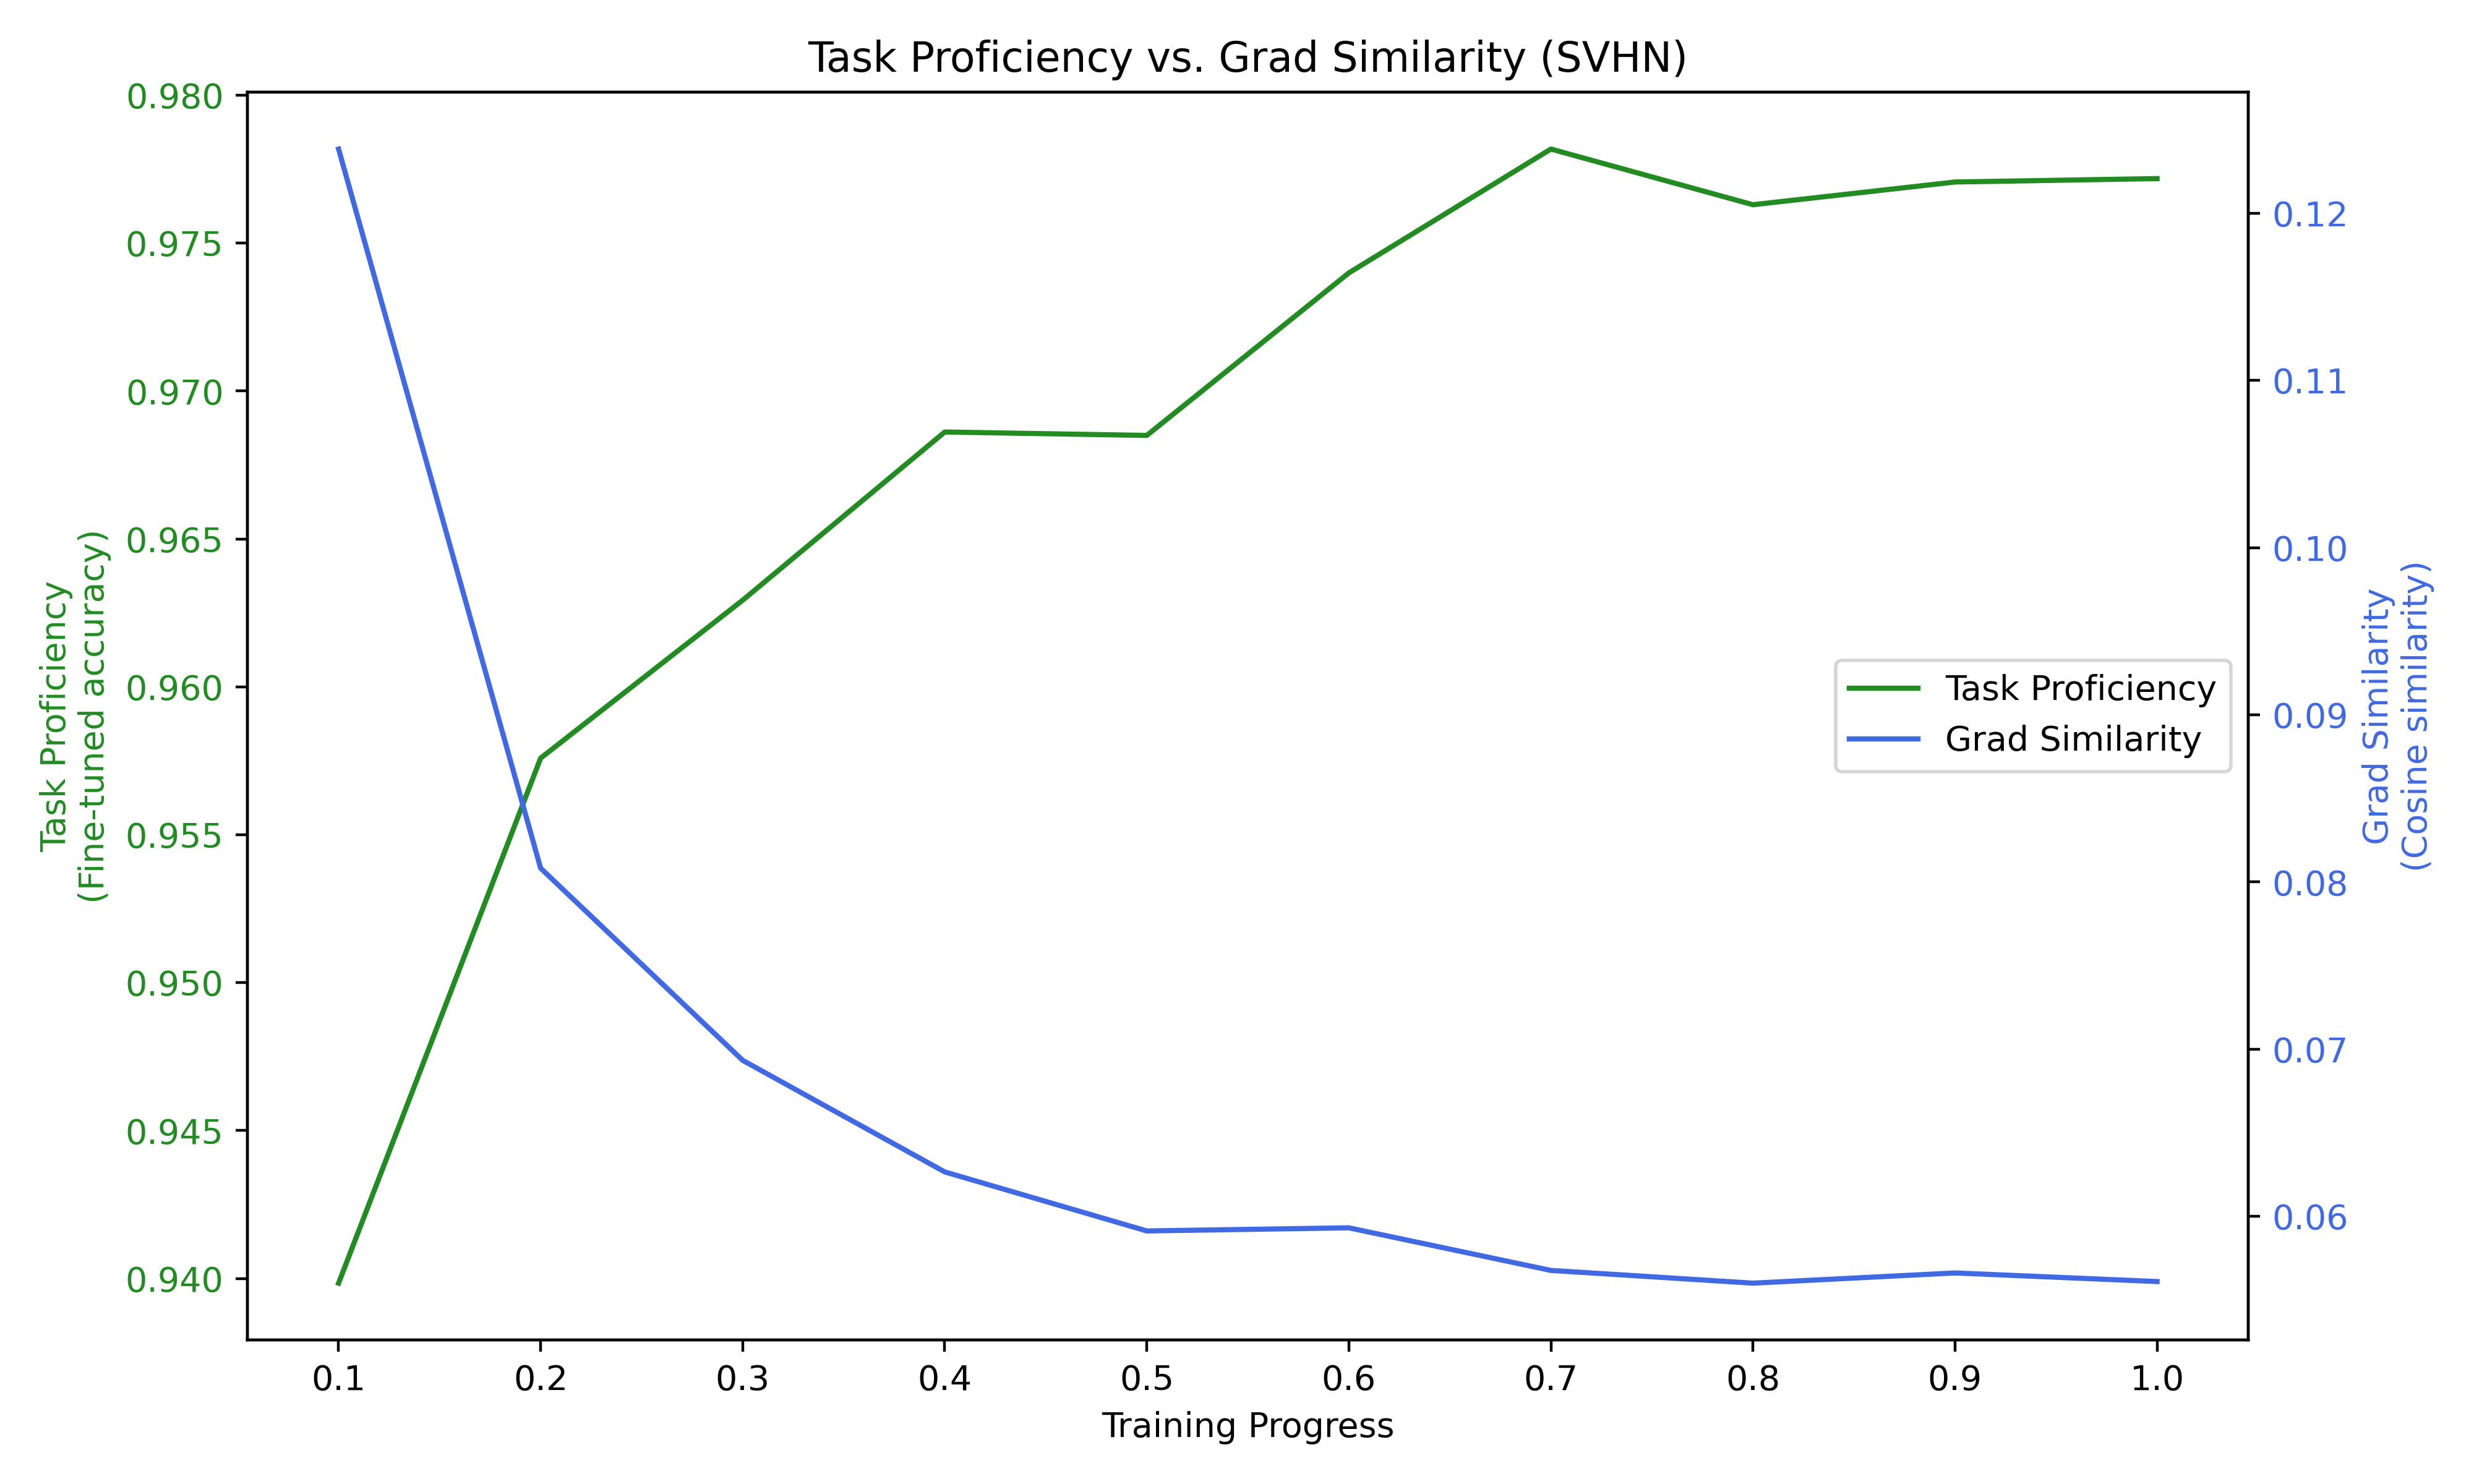 Task Proficiency vs. Grad Similarity (SVHN)
0.980
0.975
0.970
0.965
0.960
0.955
0.950
0.945
0.940
Task Proficiency
(Fine-tuned accuracy)
0.12
0.11
0.10
0.09
0.08
0.07
0.06
Grad Similarity
(Cosine similarity)
Task Proficiency
Grad Similarity
0.1 0.2 0.3 0.4 0.5 0.6 0.7 0.8 0.9 1.0
Training Progress